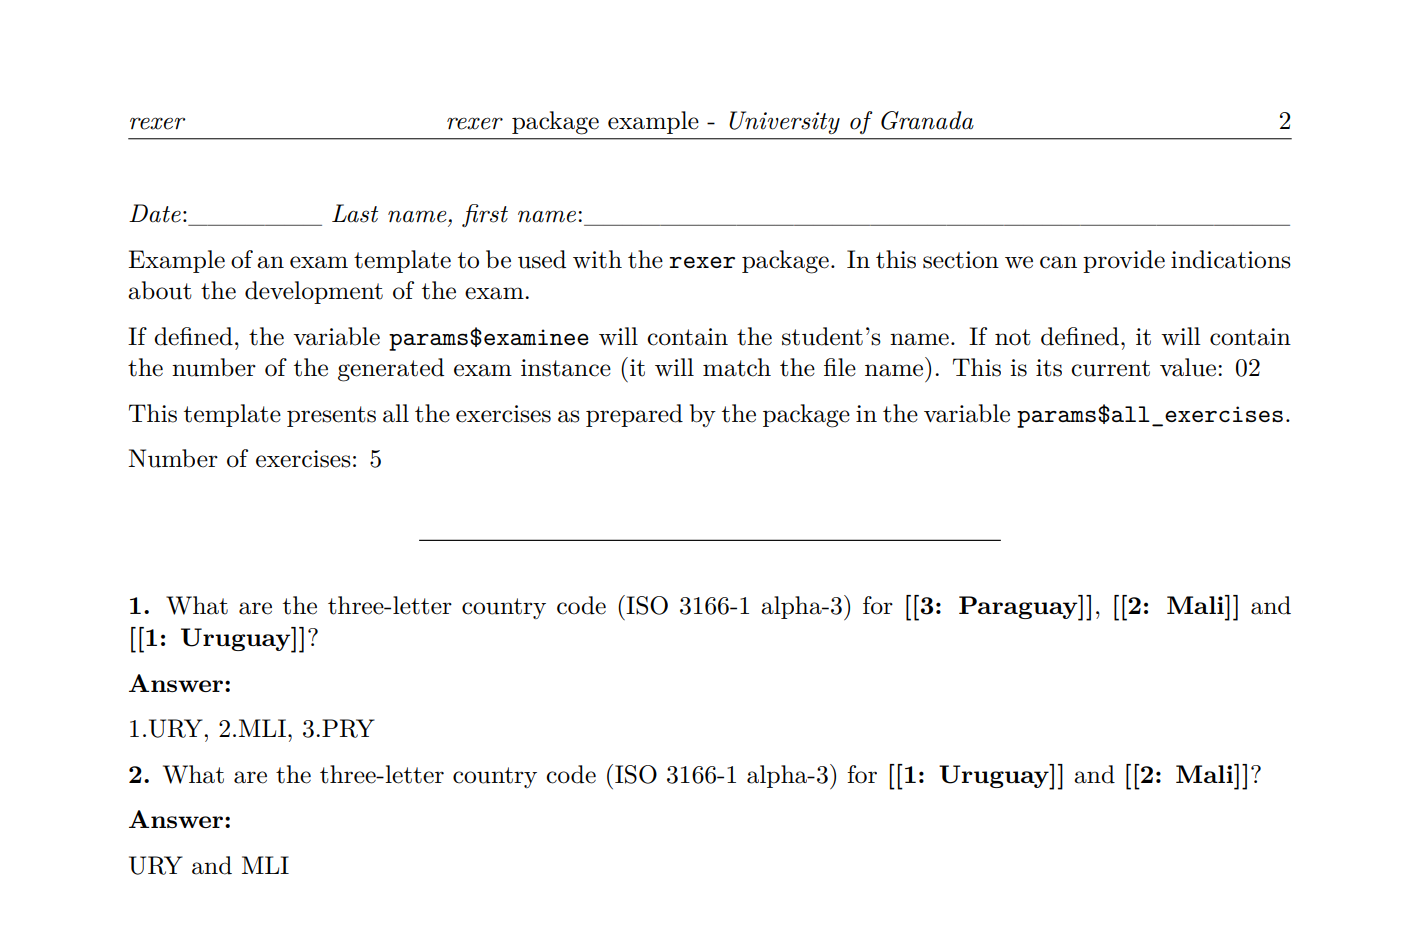 rexer rexer package example - University of Granada 2
Date:__________ Last name, first name:____________________________________________________
Example of an exam template to be used with the rexer package. In this section we can provide indications
about the development of the exam.
If defined, the variable params$examinee will contain the student's name. If not defined, it will contain
the number of the generated exam instance (it will match the file name). This is its current value: 02
This template presents all the exercises as prepared by the package in the variable params$all_exercises.
Number of exercises: 5
1. What are the three-letter country code (ISO 3166-1 alpha-3) for [[3: Paraguay]], [[2: Mali]] and
[[1: Uruguay]]?
Answer:
1.URY, 2.MLI, 3.PRY
2. What are the three-letter country code (ISO 3166-1 alpha-3) for [[1: Uruguay]] and [[2: Mali]]?
Answer:
URY and MLI